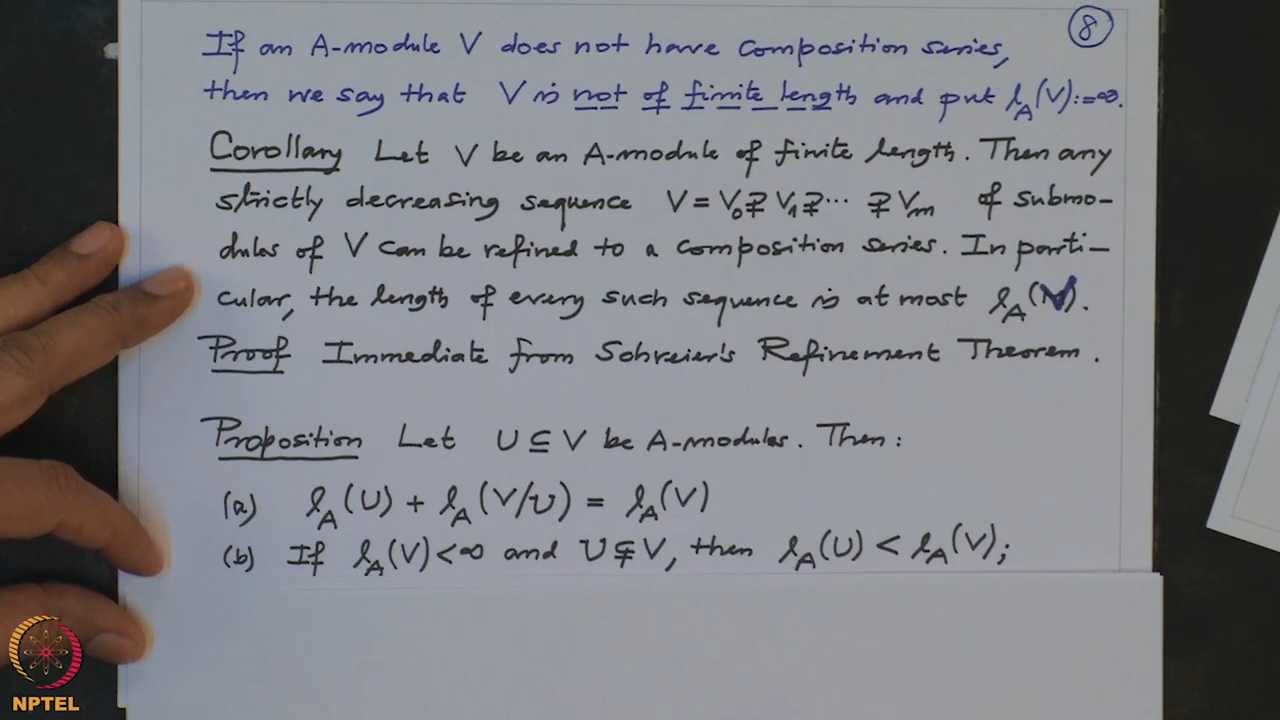 ⑧
If an A-module V does not have composition series,
then we say that V is not of finite length and put ℓ_A(V):=∞.
Corollary Let V be an A-module of finite length. Then any
strictly decreasing sequence V = V₀ ⊋ V₁ ⊋ ⋯ ⊋ V_m of submo-
dules of V can be refined to a composition series. In parti-
cular, the length of every such sequence is at most ℓ_A(V).
Proof Immediate from Schreier's Refinement Theorem.
Proposition Let U ⊆ V be A-modules. Then:
(a) ℓ_A(U) + ℓ_A(V/U) = ℓ_A(V)
(b) If ℓ_A(V)<∞ and U ⊊ V, then ℓ_A(U) < ℓ_A(V);
NPTEL